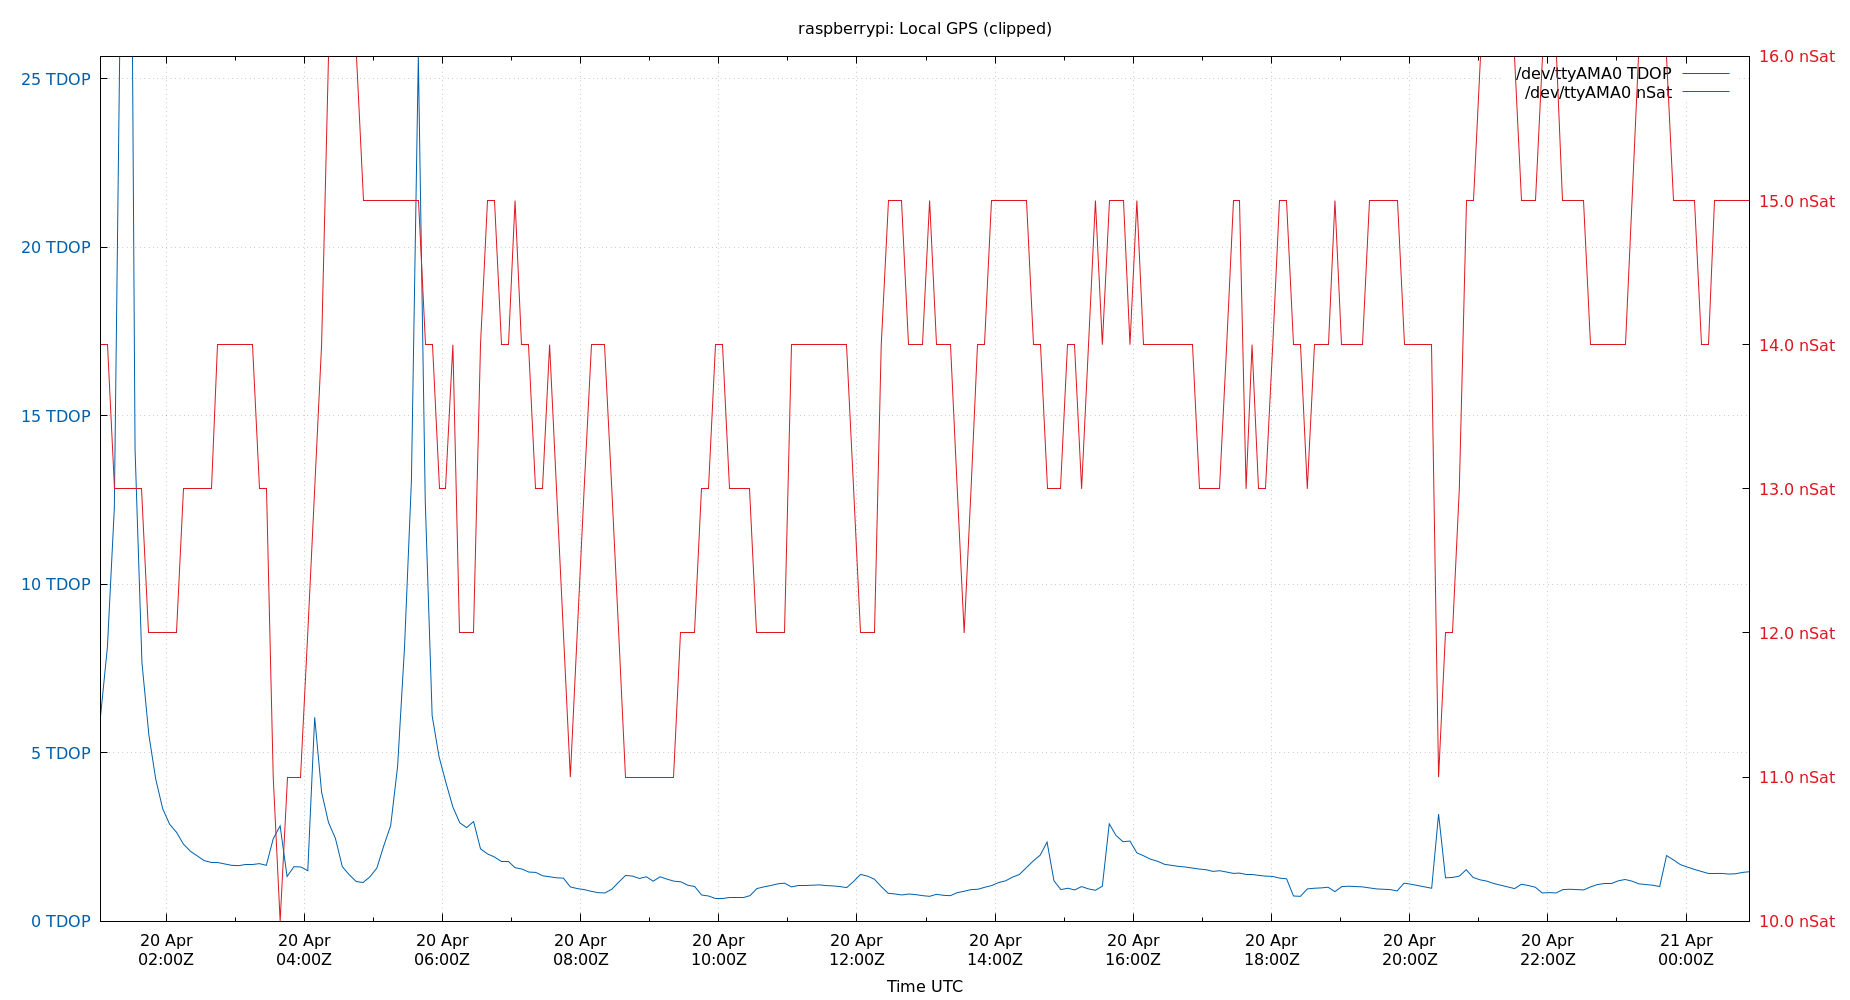 raspberrypi: Local GPS (clipped)
25 TDOP
20 TDOP
15 TDOP
10 TDOP
5 TDOP
0 TDOP
16.0 nSat
15.0 nSat
14.0 nSat
13.0 nSat
12.0 nSat
11.0 nSat
10.0 nSat
/dev/ttyAMA0 TDOP
/dev/ttyAMA0 nSat
20 Apr 20 Apr 20 Apr 20 Apr 20 Apr 20 Apr 20 Apr 20 Apr 20 Apr 20 Apr 20 Apr 21 Apr
02:00Z 04:00Z 06:00Z 08:00Z 10:00Z 12:00Z 14:00Z 16:00Z 18:00Z 20:00Z 22:00Z 00:00Z
Time UTC